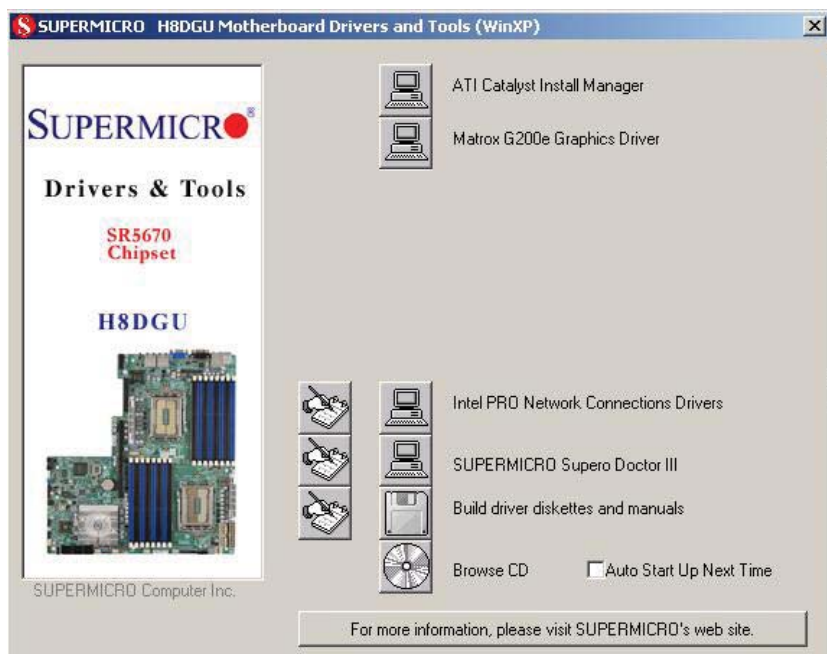 SUPERMICRO H8DGU Motherboard Drivers and Tools (WinXP)
SUPERMICRO®
Drivers & Tools
SR5670
Chipset
H8DGU
SUPERMICRO Computer Inc.
ATI Catalyst Install Manager
Matrox G200e Graphics Driver
Intel PRO Network Connections Drivers
SUPERMICRO Supero Doctor III
Build driver diskettes and manuals
Browse CD
Auto Start Up Next Time
For more information, please visit SUPERMICRO's web site.